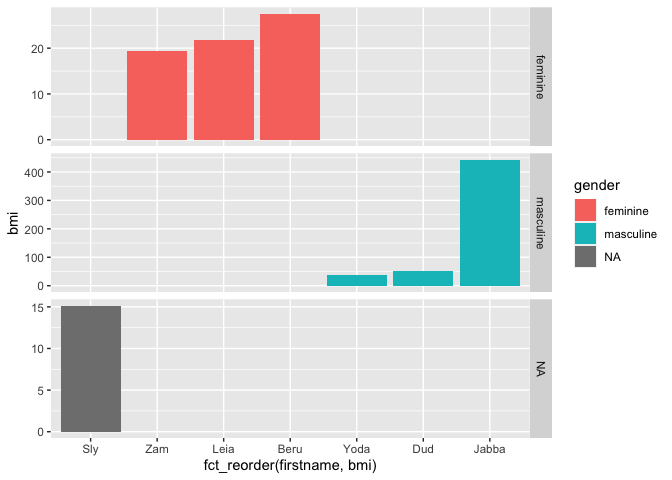 20
10
0
feminine
400
300
200
100
0
masculine
bmi
15
10
5
0
NA
Sly Zam Leia Beru Yoda Dud Jabba
fct_reorder(firstname, bmi)
gender
feminine
masculine
NA